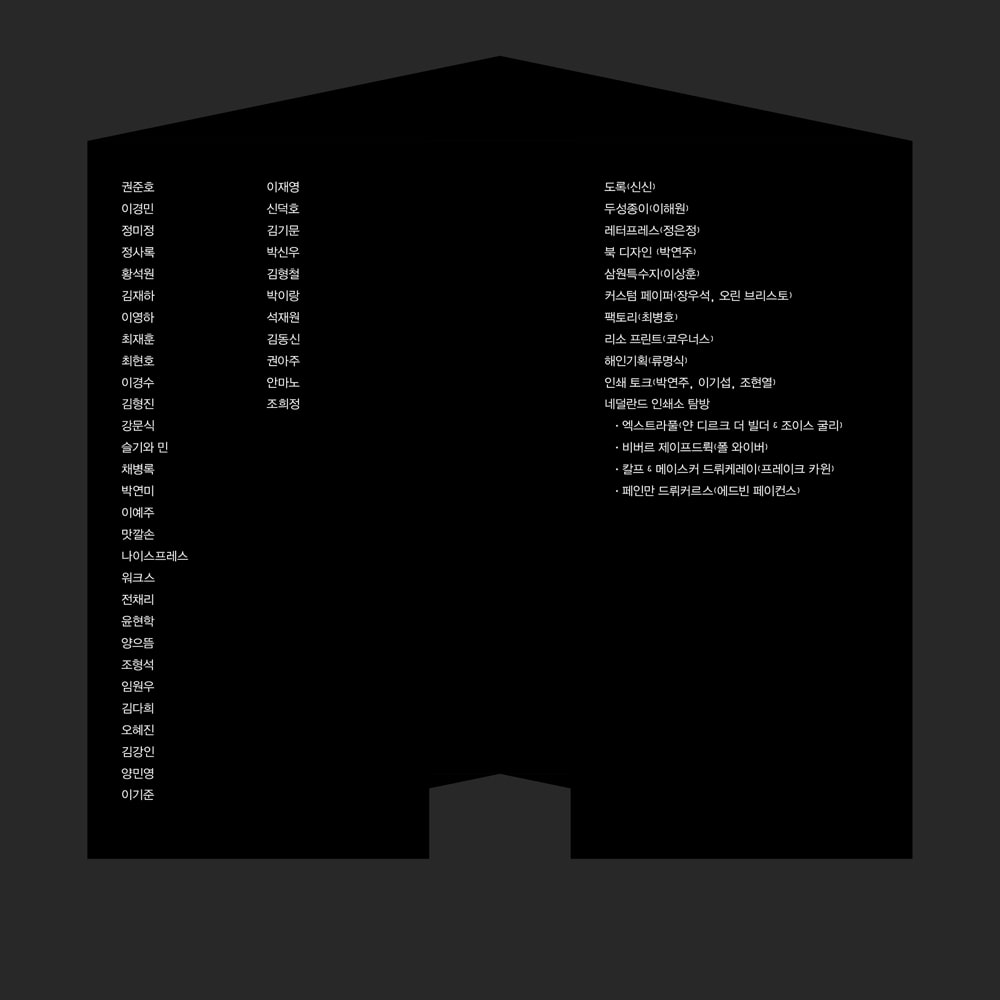 권준호
이경민
정미정
정사록
황석원
김재하
이영하
최재훈
최현호
이경수
김형진
강문식
슬기와 민
채병록
박연미
이예주
맛깔손
나이스프레스
워크스
전채리
윤현학
양으뜸
조형석
임원우
김다희
오혜진
김강인
양민영
이기준
이재영
신덕호
김기문
박신우
김형철
박이랑
석재원
김동신
권아주
안마노
조희정
도록(신신)
두성종이(이해원)
레터프레스(정은정)
북 디자인 (박연주)
삼원특수지(이상훈)
커스텀 페이퍼(장우석, 오린 브리스토)
팩토리(최병호)
리소 프린트(코우너스)
해인기획(류명식)
인쇄 토크(박연주, 이기섭, 조현열)
네덜란드 인쇄소 탐방
· 엑스트라풀(얀 디르크 더 빌더 & 조이스 굴리)
· 비버르 제이프드뤽(폴 와이버)
· 칼프 & 메이스커 드뤼케레이(프레이크 카윈)
· 페인만 드뤼커르스(에드빈 페이컨스)